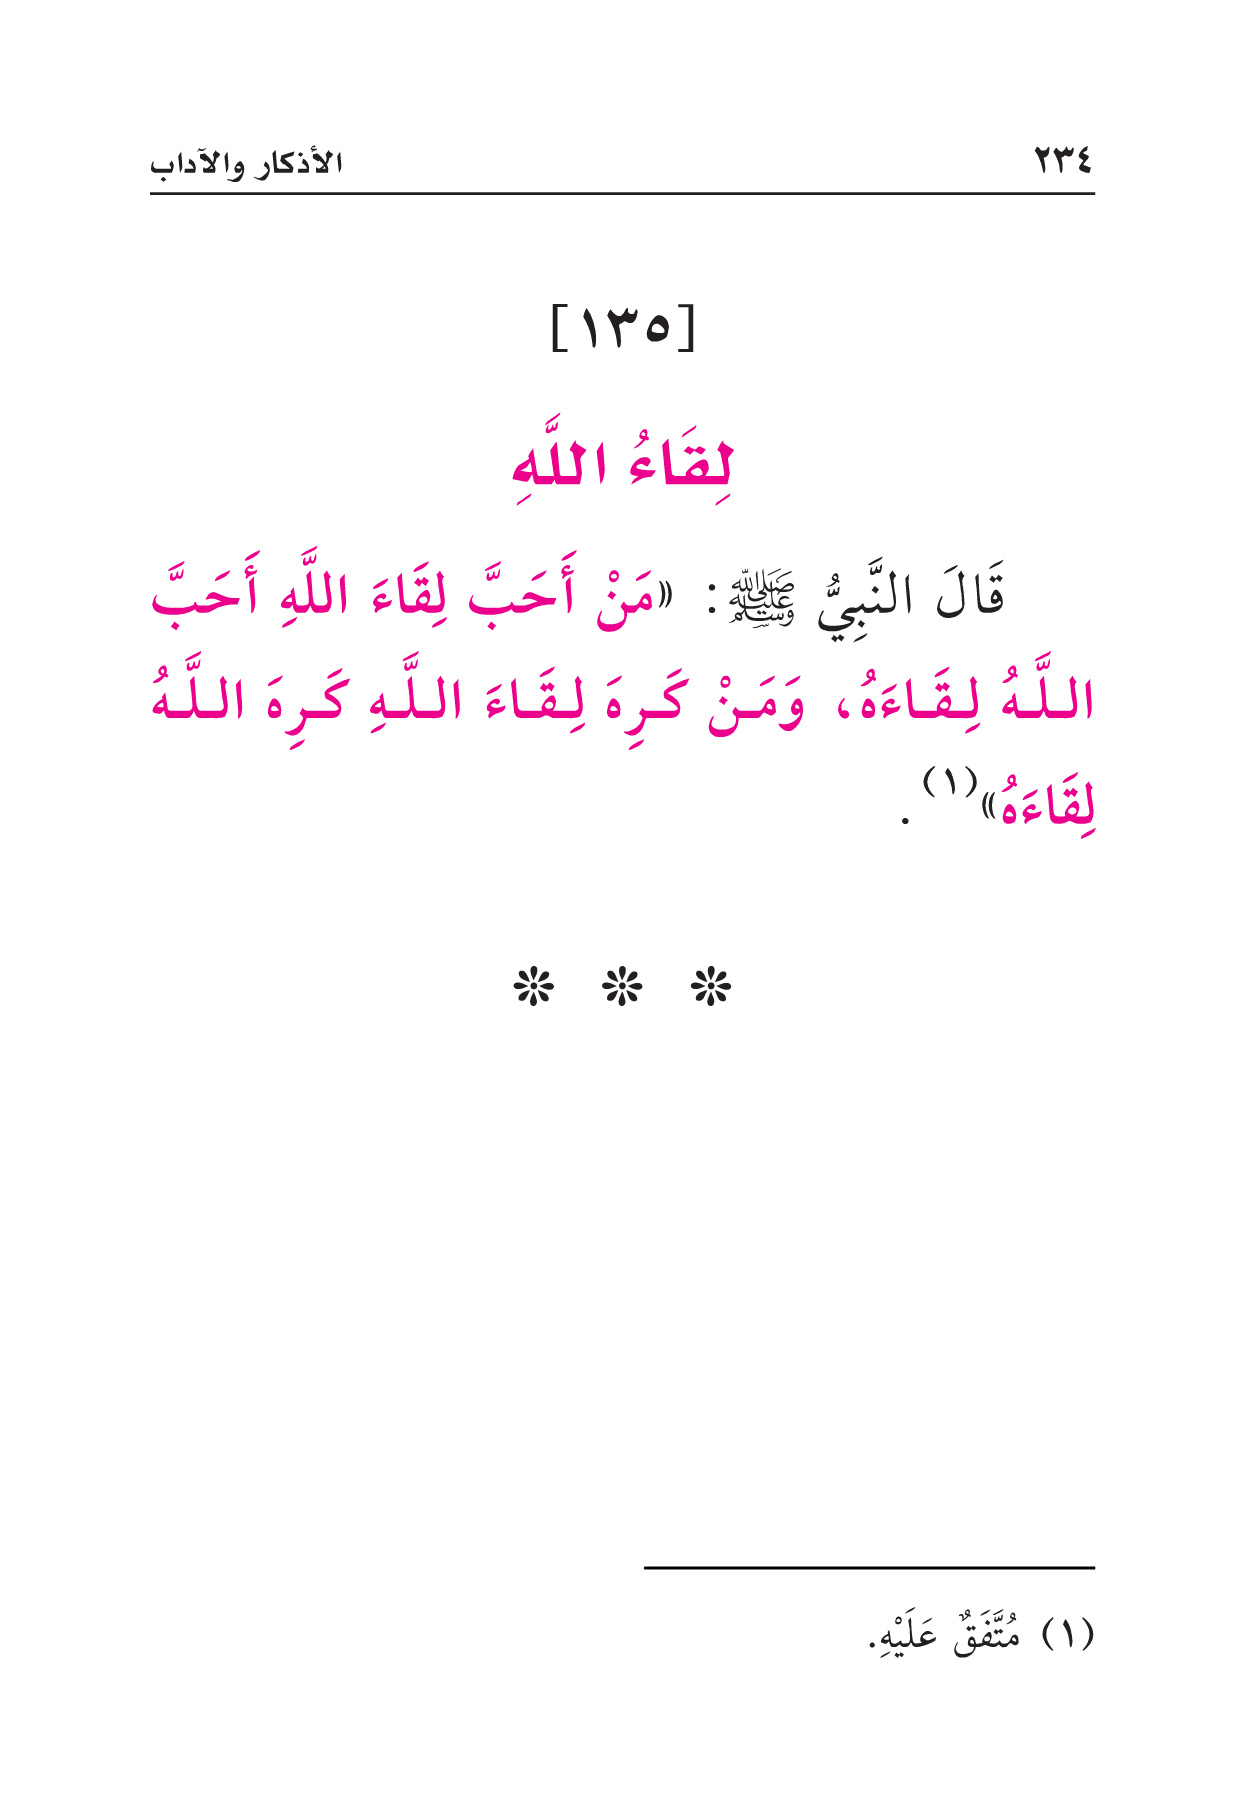 ٢٣٤ الأذكار والآداب
[١٣٥]
لِقَاءُ اللَّهِ
قَالَ النَّبِيُّ ﷺ: «مَنْ أَحَبَّ لِقَاءَ اللَّهِ أَحَبَّ
اللَّهُ لِقَاءَهُ، وَمَنْ كَرِهَ لِقَاءَ اللَّهِ كَرِهَ اللَّهُ
لِقَاءَهُ»(١).
(١) مُتَّفَقٌ عَلَيْهِ.